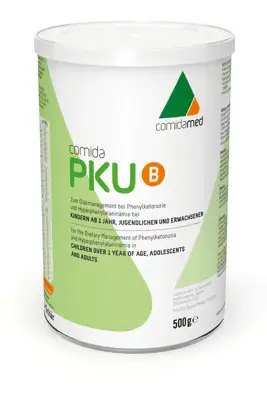 comidamed
comida
PKU B
Zum Diätmanagement bei Phenylketonurie
und Hyperphenylalaninämie bei
KINDERN AB 1 JAHR, JUGENDLICHEN UND ERWACHSENEN
For the Dietary Management of Phenylketonuria
and Hyperphenylalaninaemia in
CHILDREN OVER 1 YEAR OF AGE, ADOLESCENTS
AND ADULTS
500g e